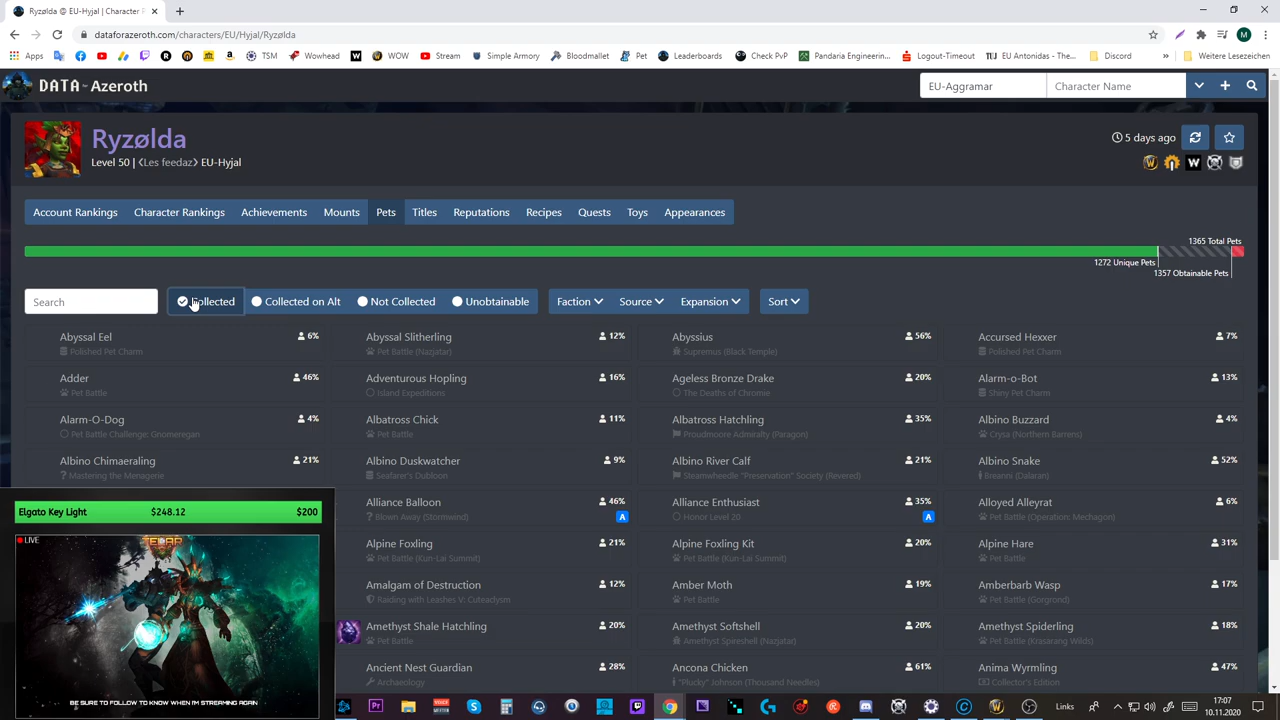 Ryzølda @ EU-Hyjal | Character R
dataforazeroth.com/characters/EU/Hyjal/Ryzølda
Apps TSM Wowhead WOW Stream Simple Armory Bloodmallet Pet Leaderboards Check PvP Pandaria Engineering... Logout-Timeout EU Antonidas - The... Discord » Weitere Lesezeichen
DATA for Azeroth EU-Aggramar Character Name
Ryzølda 5 days ago
Level 50 | <Les feedaz> EU-Hyjal
Account Rankings Character Rankings Achievements Mounts Pets Titles Reputations Recipes Quests Toys Appearances
1365 Total Pets
1272 Unique Pets
1357 Obtainable Pets
Search Collected Collected on Alt Not Collected Unobtainable Faction Source Expansion Sort
Abyssal Eel 6% Abyssal Slitherling 12% Abyssius 56% Accursed Hexxer 7%
Polished Pet Charm Pet Battle (Nazjatar) Supremus (Black Temple) Polished Pet Charm
Adder 46% Adventurous Hopling 16% Ageless Bronze Drake 20% Alarm-o-Bot 13%
Pet Battle Island Expeditions The Deaths of Chromie Shiny Pet Charm
Alarm-O-Dog 4% Albatross Chick 11% Albatross Hatchling 35% Albino Buzzard 4%
Pet Battle Challenge: Gnomeregan Pet Battle Proudmoore Admiralty (Paragon) Crysa (Northern Barrens)
Albino Chimaeraling 21% Albino Duskwatcher 9% Albino River Calf 21% Albino Snake 52%
Mastering the Menagerie Seafarer's Dubloon Steamwheedle "Preservation" Society (Revered) Breanni (Dalaran)
Alliance Balloon 46% Alliance Enthusiast 35% Alloyed Alleyrat 6%
Blown Away (Stormwind) A Honor Level 20 A Pet Battle (Operation: Mechagon)
Alpine Foxling 21% Alpine Foxling Kit 20% Alpine Hare 31%
Pet Battle (Kun-Lai Summit) Pet Battle (Kun-Lai Summit) Pet Battle
Amalgam of Destruction 12% Amber Moth 19% Amberbarb Wasp 17%
Raiding with Leashes V: Cuteaclysm Pet Battle Pet Battle (Gorgrond)
Amethyst Shale Hatchling 20% Amethyst Softshell 20% Amethyst Spiderling 18%
Pet Battle Amethyst Spireshell (Nazjatar) Pet Battle (Krasarang Wilds)
Ancient Nest Guardian 28% Ancona Chicken 61% Anima Wyrmling 47%
Archaeology "Plucky" Johnson (Thousand Needles) Collector's Edition
Elgato Key Light $248.12 $200
LIVE
BE SURE TO FOLLOW TO KNOW WHEN I'M STREAMING AGAIN
Links 17:07
10.11.2020